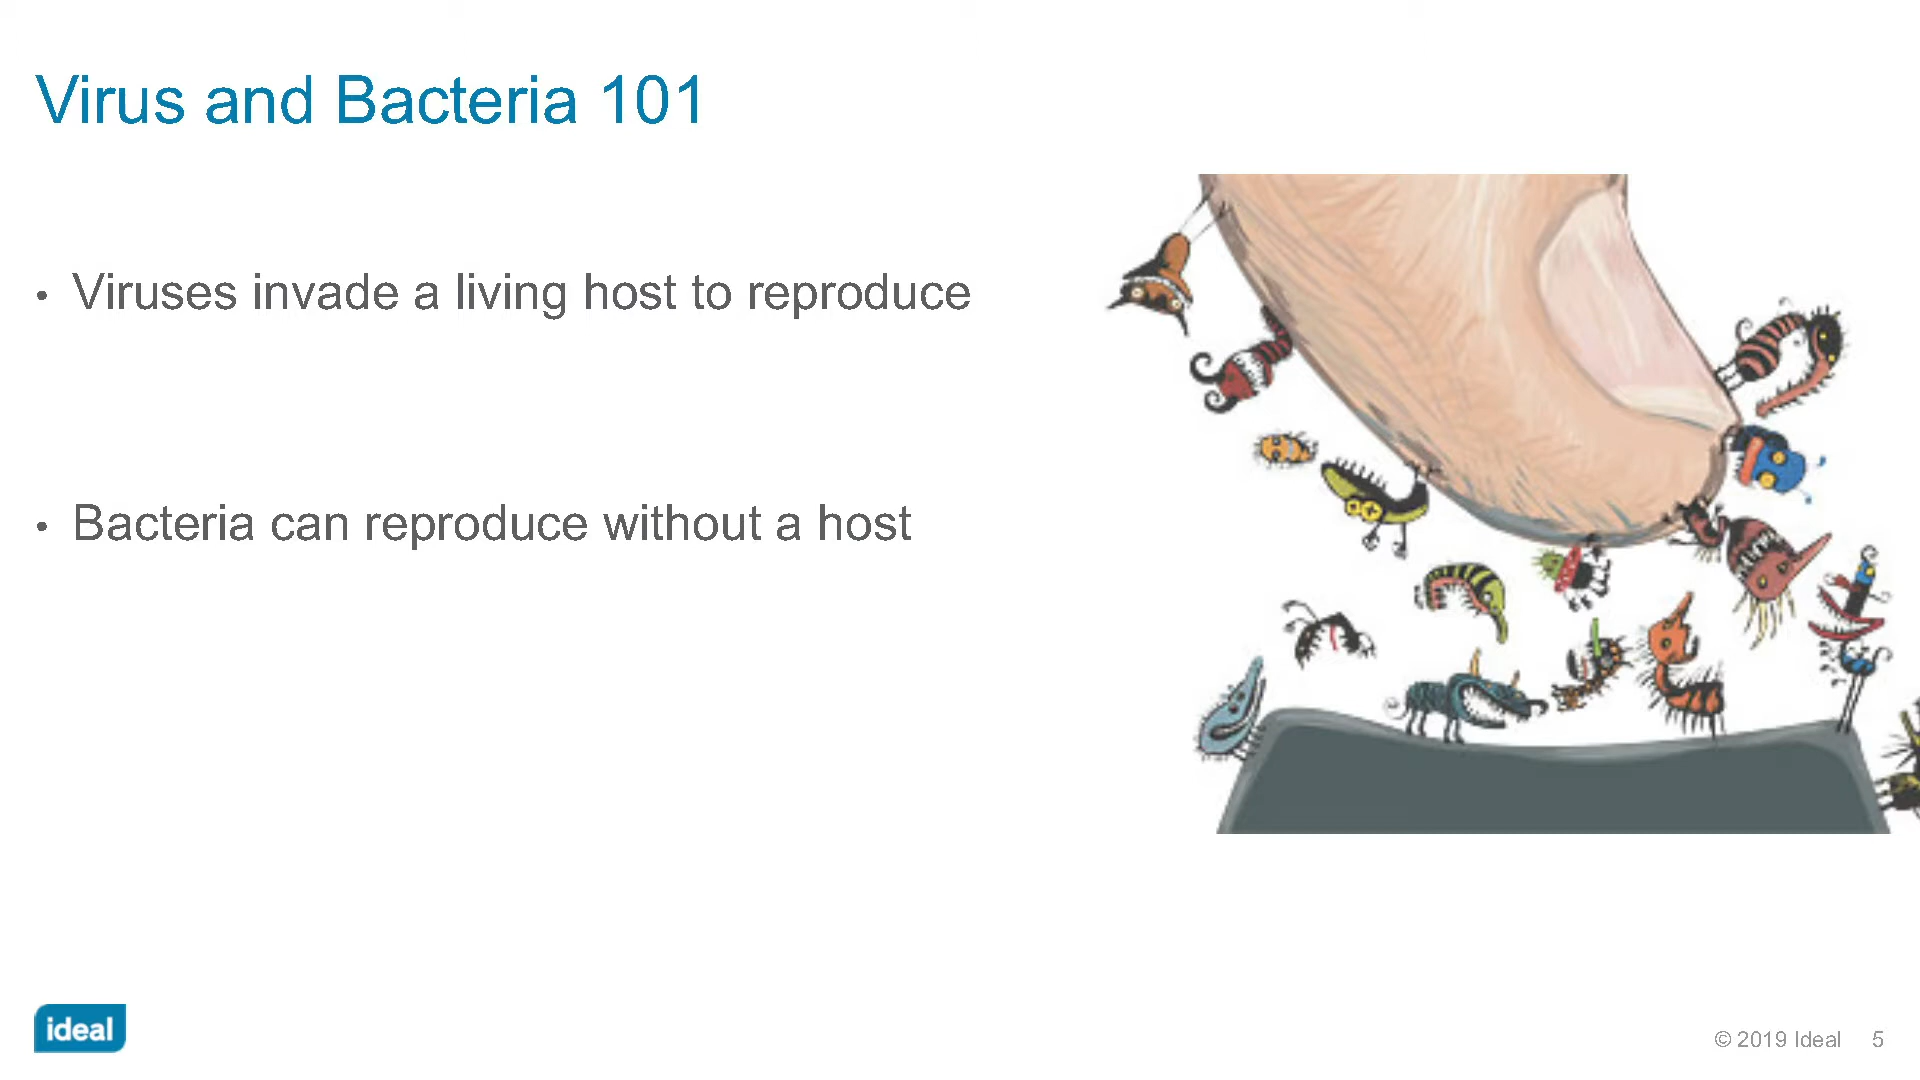 Virus and Bacteria 101
• Viruses invade a living host to reproduce
• Bacteria can reproduce without a host
ideal
© 2019 Ideal 5